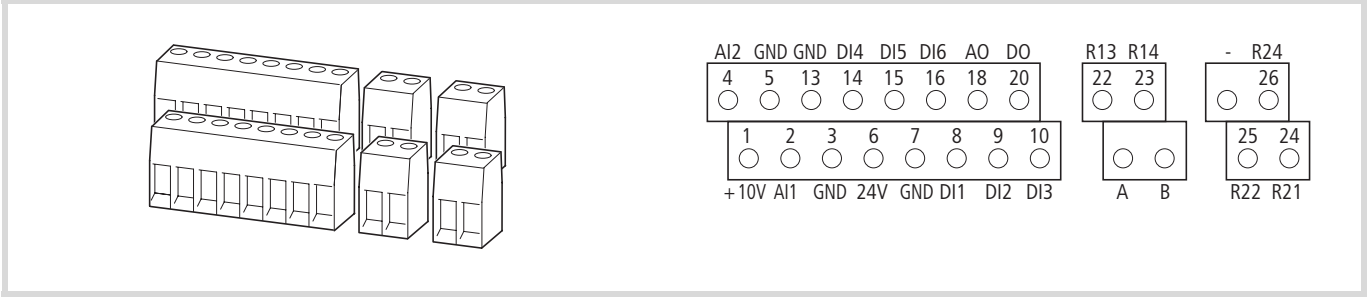 AI2 GND GND DI4 DI5 DI6 AO DO R13 R14 - R24
4 5 13 14 15 16 18 20 22 23 26
1 2 3 6 7 8 9 10 25 24
+10V AI1 GND 24V GND DI1 DI2 DI3 A B R22 R21